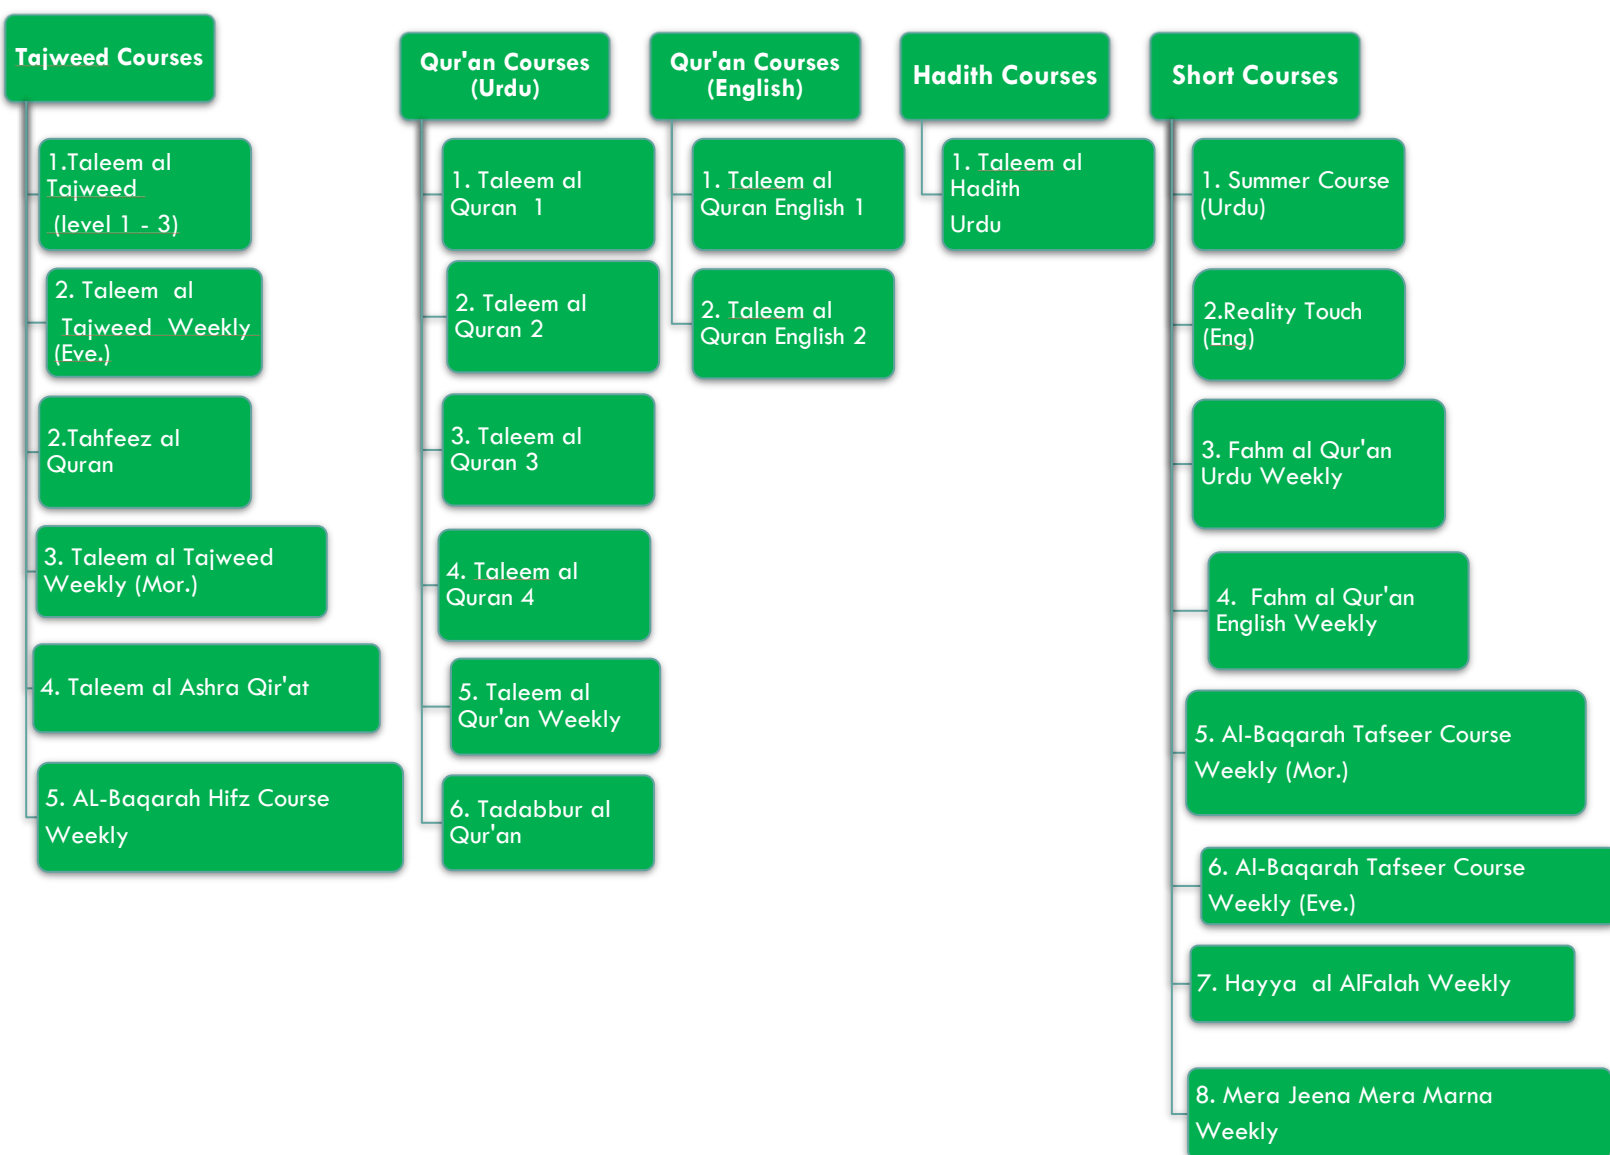 Tajweed Courses
1.Taleem al
Tajweed
(level 1 - 3)
2. Taleem al
Tajweed Weekly
(Eve.)
2.Tahfeez al
Quran
3. Taleem al Tajweed
Weekly (Mor.)
4. Taleem al Ashra Qir'at
5. AL-Baqarah Hifz Course
Weekly
Qur'an Courses
(Urdu)
1. Taleem al
Quran 1
2. Taleem al
Quran 2
3. Taleem al
Quran 3
4. Taleem al
Quran 4
5. Taleem al
Qur'an Weekly
6. Tadabbur al
Qur'an
Qur'an Courses
(English)
1. Taleem al
Quran English 1
2. Taleem al
Quran English 2
Hadith Courses
1. Taleem al
Hadith
Urdu
Short Courses
1. Summer Course
(Urdu)
2.Reality Touch
(Eng)
3. Fahm al Qur'an
Urdu Weekly
4. Fahm al Qur'an
English Weekly
5. Al-Baqarah Tafseer Course
Weekly (Mor.)
6. Al-Baqarah Tafseer Course
Weekly (Eve.)
7. Hayya al AlFalah Weekly
8. Mera Jeena Mera Marna
Weekly